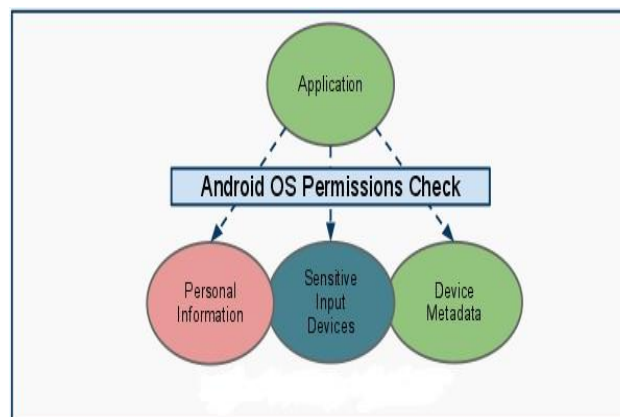 Application
Android OS Permissions Check
Personal
Information
Sensitive
Input
Devices
Device
Metadata